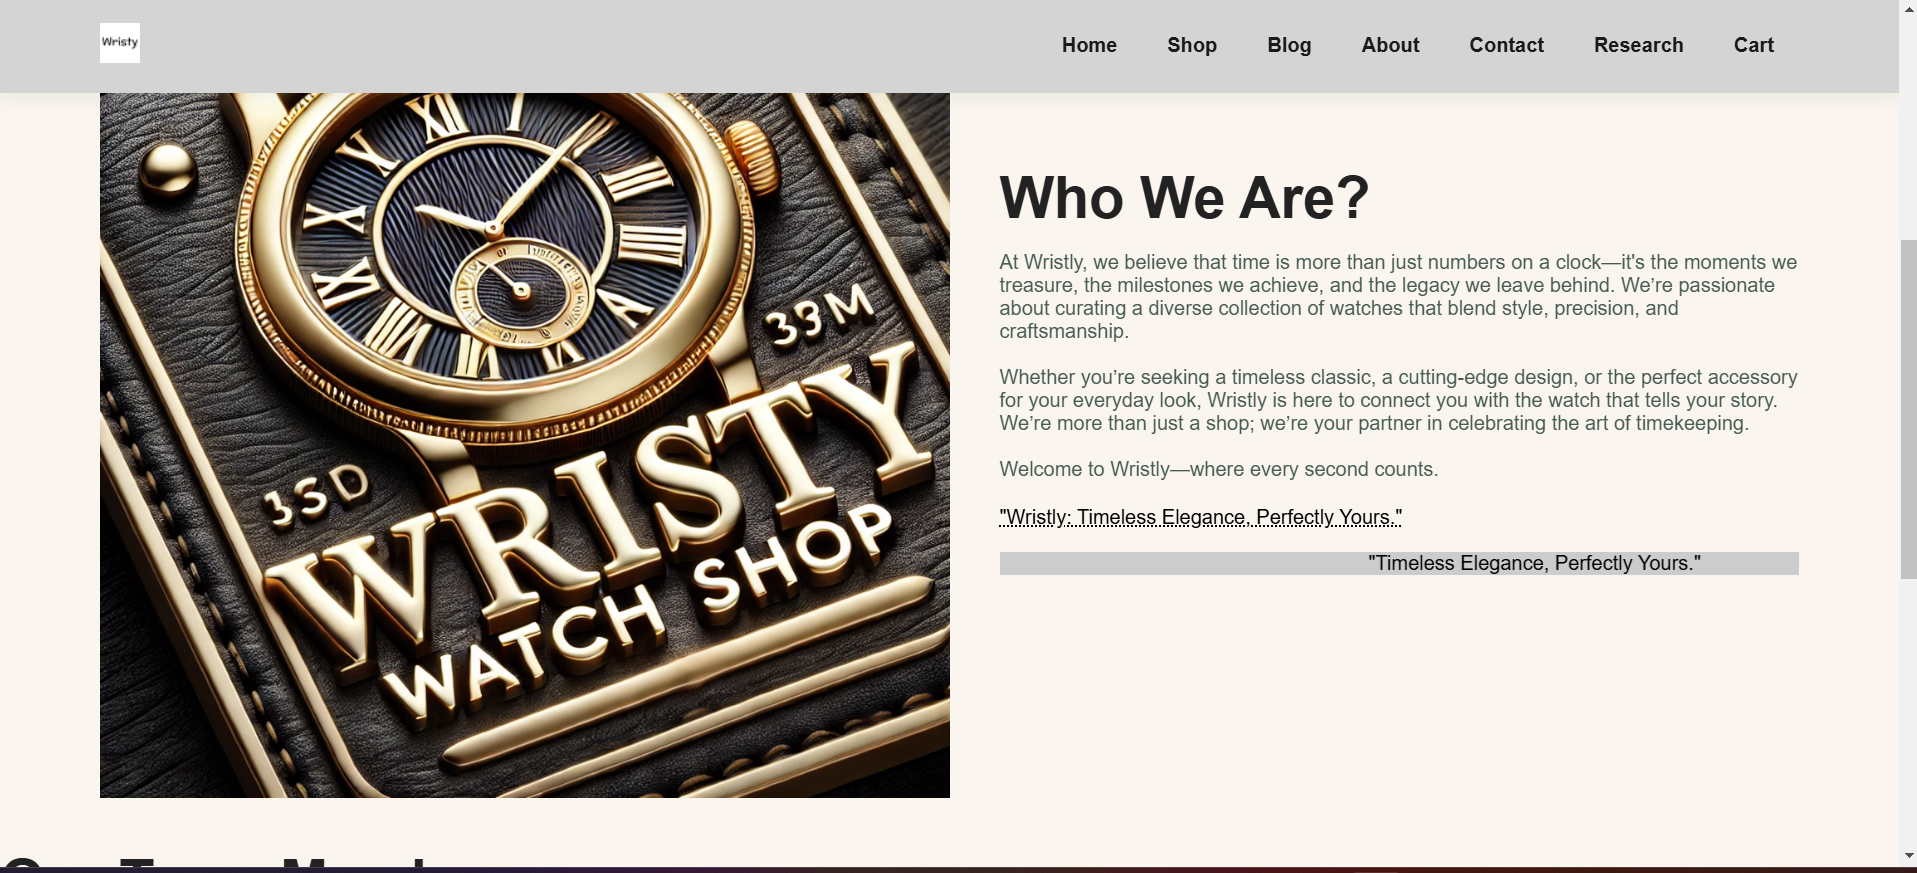 Wristy
Home Shop Blog About Contact Research Cart
XII
I
33M
WRISTY
3SD
WATCH SHOP
Who We Are?
At Wristly, we believe that time is more than just numbers on a clock—it's the moments we
treasure, the milestones we achieve, and the legacy we leave behind. We’re passionate
about curating a diverse collection of watches that blend style, precision, and
craftsmanship.
Whether you’re seeking a timeless classic, a cutting-edge design, or the perfect accessory
for your everyday look, Wristly is here to connect you with the watch that tells your story.
We’re more than just a shop; we’re your partner in celebrating the art of timekeeping.
Welcome to Wristly—where every second counts.
"Wristly: Timeless Elegance, Perfectly Yours."
"Timeless Elegance, Perfectly Yours."